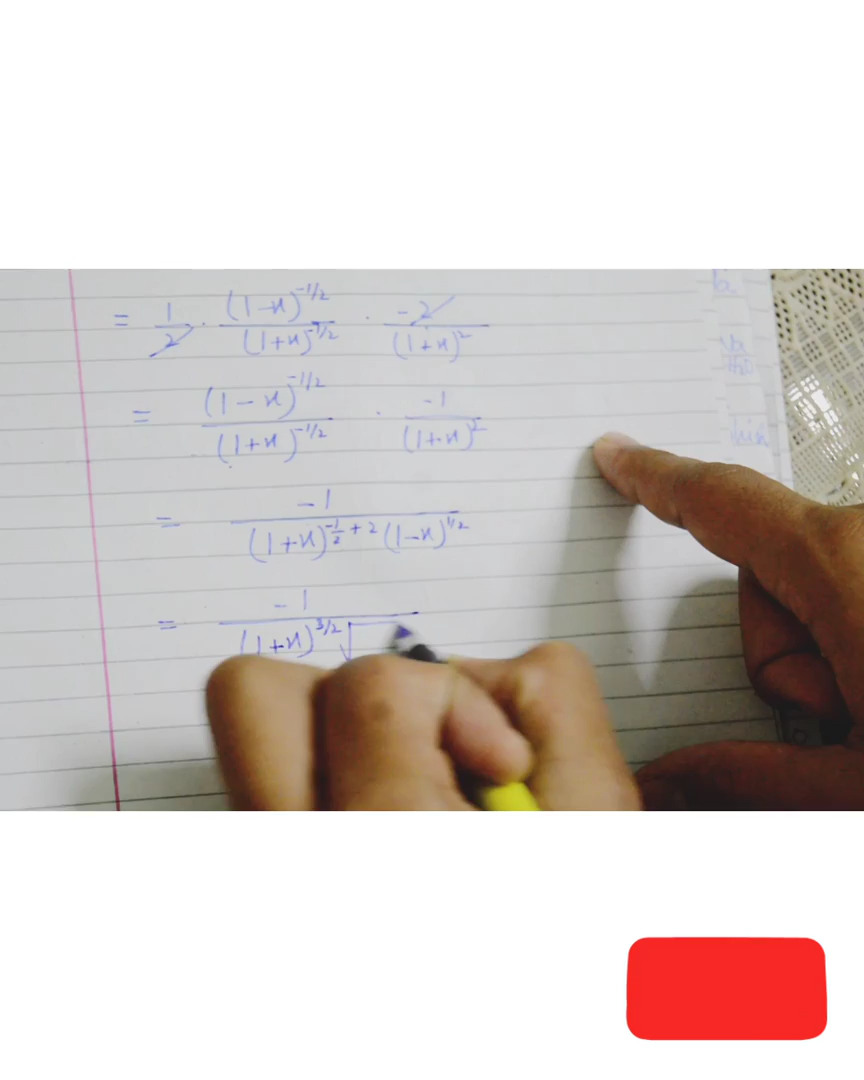 = 1/2 · (1-x)^-1/2 / (1+x)^-1/2 · -2 / (1+x)^2
= (1-x)^-1/2 / (1+x)^-1/2 · -1 / (1+x)^2
= -1 / (1+x)^-1/2+2 (1-x)^1/2
= -1 / (1+x)^3/2 √